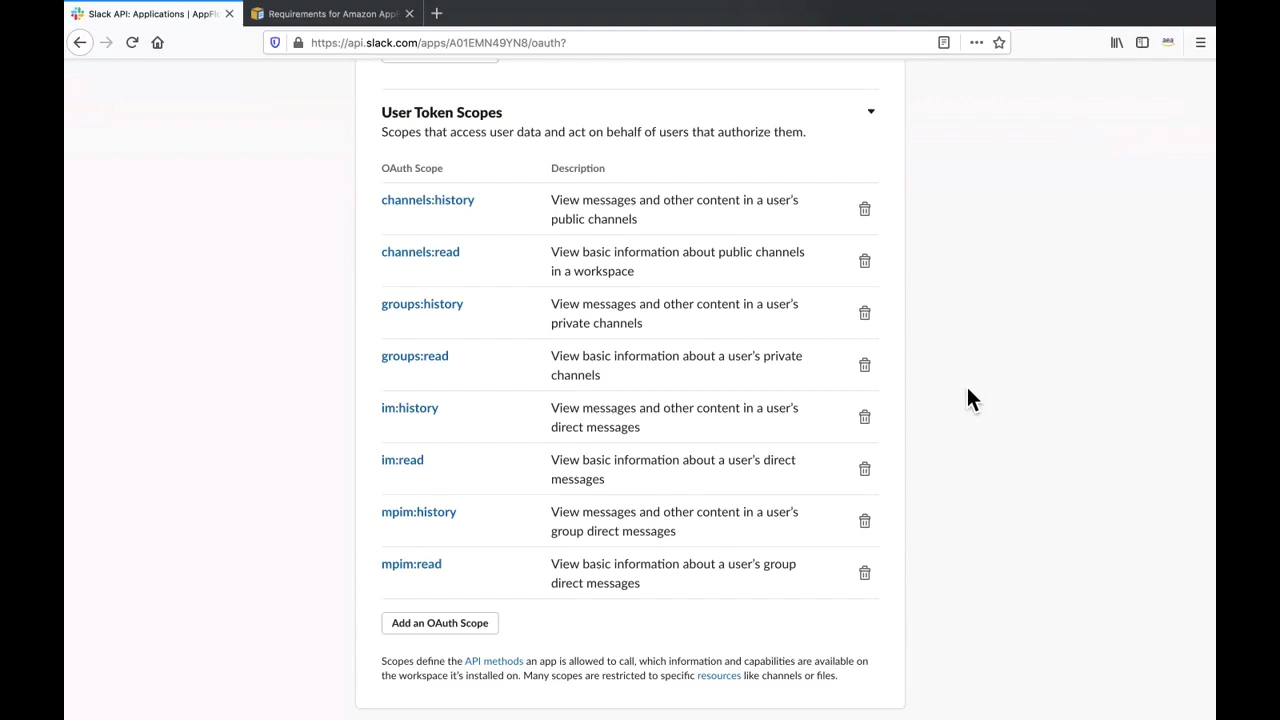 Slack API: Applications | AppFlo
Requirements for Amazon AppF
https://api.slack.com/apps/A01EMN49YN8/oauth?
User Token Scopes
Scopes that access user data and act on behalf of users that authorize them.
OAuth Scope Description
channels:history View messages and other content in a user’s
public channels
channels:read View basic information about public channels
in a workspace
groups:history View messages and other content in a user’s
private channels
groups:read View basic information about a user’s private
channels
im:history View messages and other content in a user’s
direct messages
im:read View basic information about a user’s direct
messages
mpim:history View messages and other content in a user’s
group direct messages
mpim:read View basic information about a user’s group
direct messages
Add an OAuth Scope
Scopes define the API methods an app is allowed to call, which information and capabilities are available on
the workspace it’s installed on. Many scopes are restricted to specific resources like channels or files.